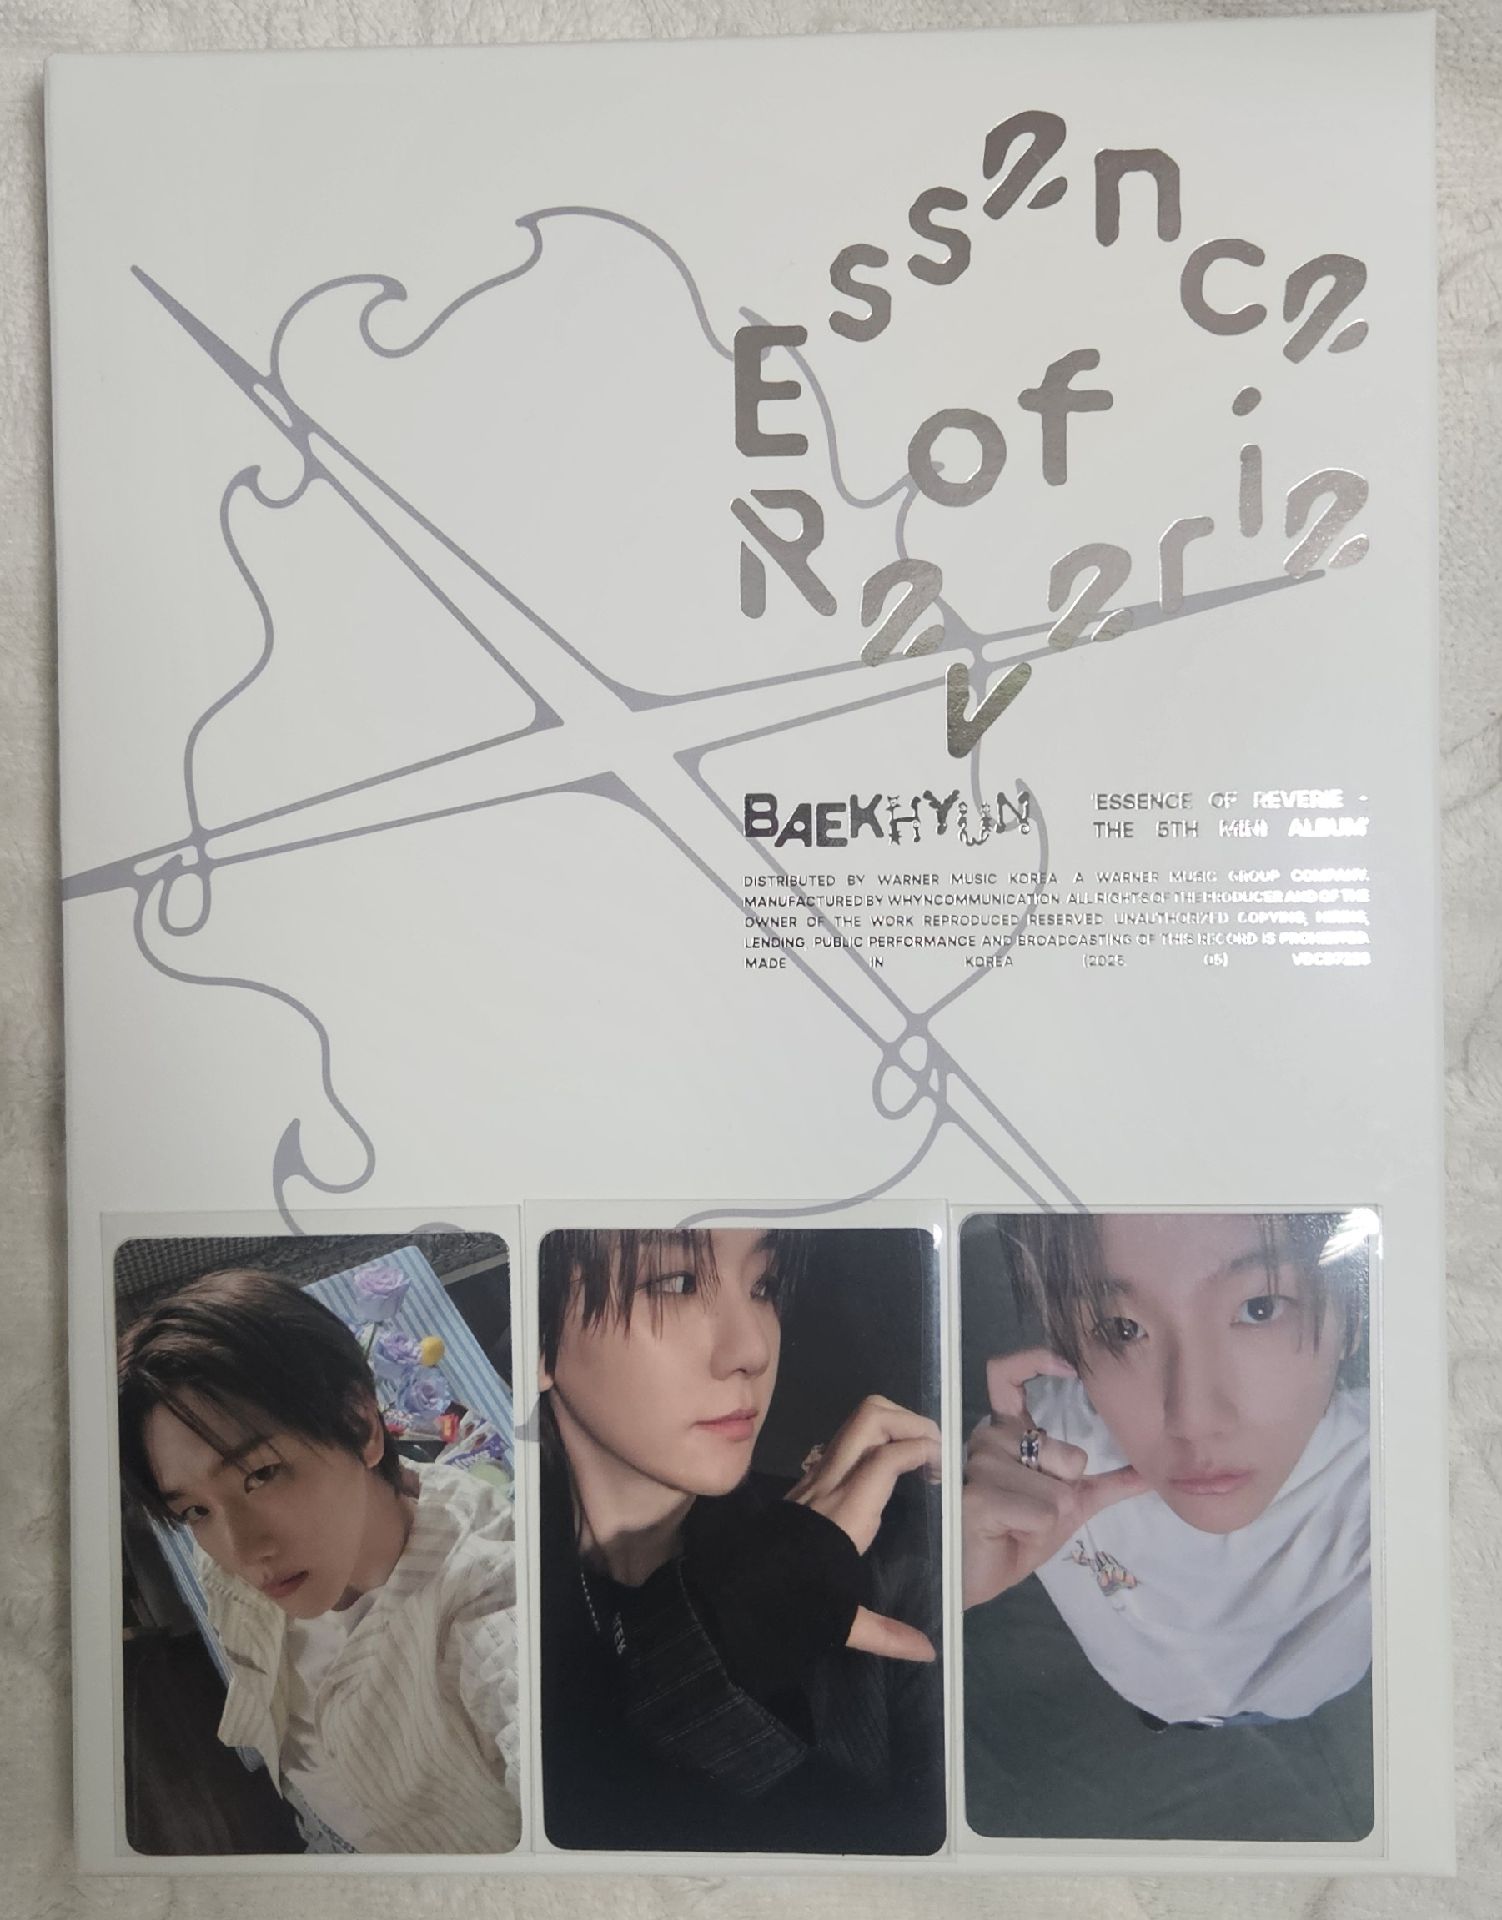 Essence
of
Reverie
BAEKHYUN
'ESSENCE OF REVERIE -
THE 5TH MINI ALBUM'
DISTRIBUTED BY WARNER MUSIC KOREA. A WARNER MUSIC GROUP COMPANY.
MANUFACTURED BY WHYNCOMMUNICATION. ALL RIGHTS OF THE PRODUCER AND OF THE
OWNER OF THE WORK REPRODUCED RESERVED. UNAUTHORIZED COPYING, HIRING,
LENDING, PUBLIC PERFORMANCE AND BROADCASTING OF THIS RECORD IS PROHIBITED.
MADE IN KOREA (2025. 05)